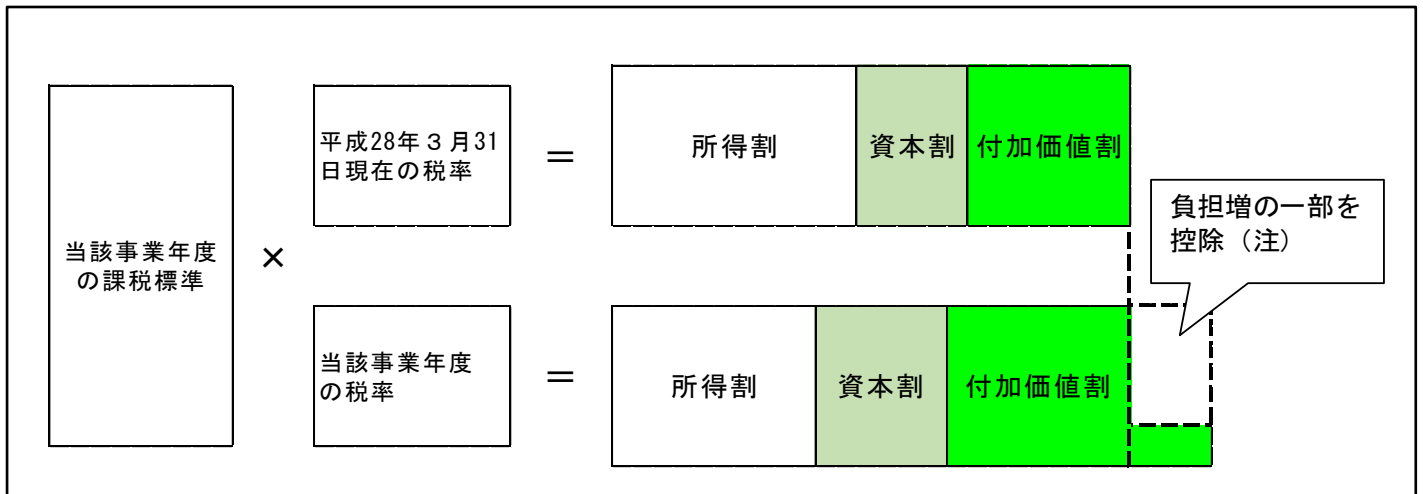 当該事業年度
の課税標準
×
平成28年３月31
日現在の税率
＝
所得割
資本割
付加価値割
負担増の一部を
控除（注）
当該事業年度
の税率
＝
所得割
資本割
付加価値割